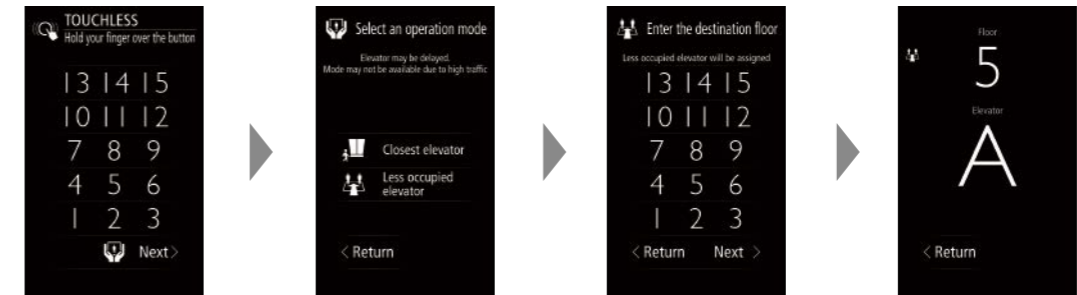 TOUCHLESS
Hold your finger over the button
13 14 15
10 11 12
7 8 9
4 5 6
1 2 3
Next >
Select an operation mode
Elevator may be delayed.
Mode may not be available due to high traffic
Closest elevator
Less occupied
elevator
< Return
Enter the destination floor
Less occupied elevator will be assigned
13 14 15
10 11 12
7 8 9
4 5 6
1 2 3
< Return Next >
Floor
5
Elevator
A
< Return